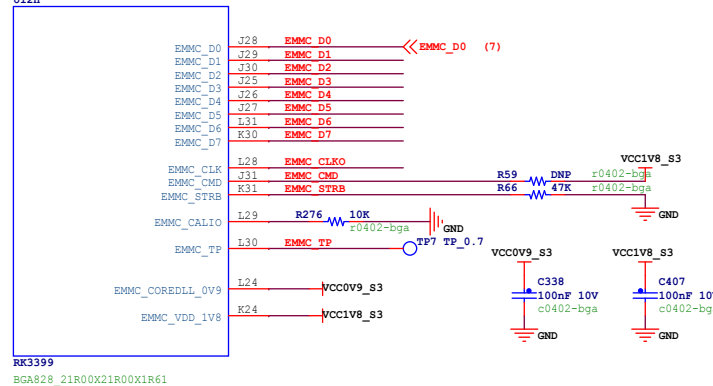 U12H
EMMC_D0 J28 EMMC_D0 EMMC_D0 (7)
EMMC_D1 J29 EMMC_D1
EMMC_D2 J30 EMMC_D2
EMMC_D3 J25 EMMC_D3
EMMC_D4 J26 EMMC_D4
EMMC_D5 J27 EMMC_D5
EMMC_D6 L31 EMMC_D6
EMMC_D7 K30 EMMC_D7
VCC1V8_S3
EMMC_CLK L28 EMMC_CLKO
EMMC_CMD J31 EMMC_CMD R59 DNP r0402-bga
EMMC_STRB K31 EMMC_STRB R66 47K r0402-bga
GND
EMMC_CALIO L29 R276 10K
r0402-bga GND
EMMC_TP L30 EMMC_TP TP7 TP_0.7
VCC0V9_S3 VCC1V8_S3
EMMC_COREDLL_0V9 L24 VCC0V9_S3
C338 C407
100nF 10V 100nF 10V
c0402-bga c0402-bga
EMMC_VDD_1V8 K24 VCC1V8_S3
GND GND
RK3399
BGA828_21R00X21R00X1R61